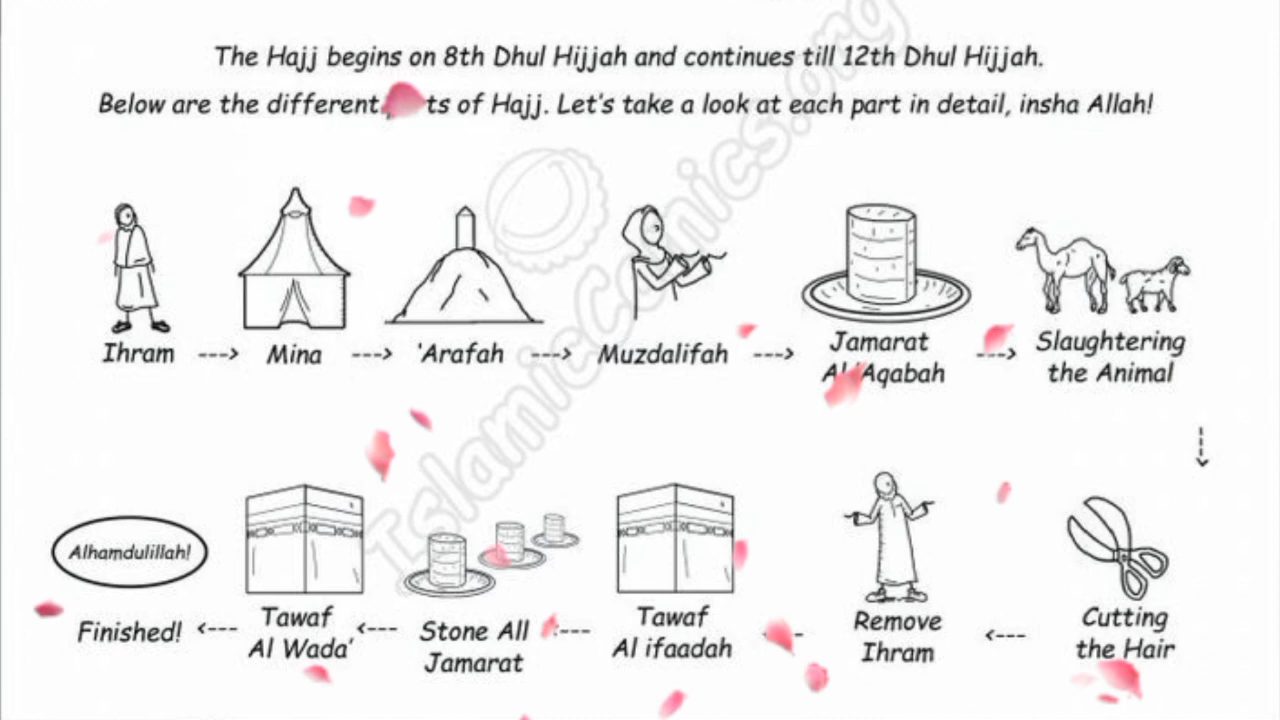 The Hajj begins on 8th Dhul Hijjah and continues till 12th Dhul Hijjah.
Below are the different ts of Hajj. Let's take a look at each part in detail, insha Allah!
Ihram ---> Mina ---> 'Arafah ---> Muzdalifah ---> Jamarat ---> Slaughtering
Al 'Aqabah the Animal
Alhamdulillah!
Finished! <--- Tawaf <--- Stone All <--- Tawaf Remove <--- Cutting
Al Wada' Jamarat Al ifaadah Ihram the Hair
IslamicComics.org